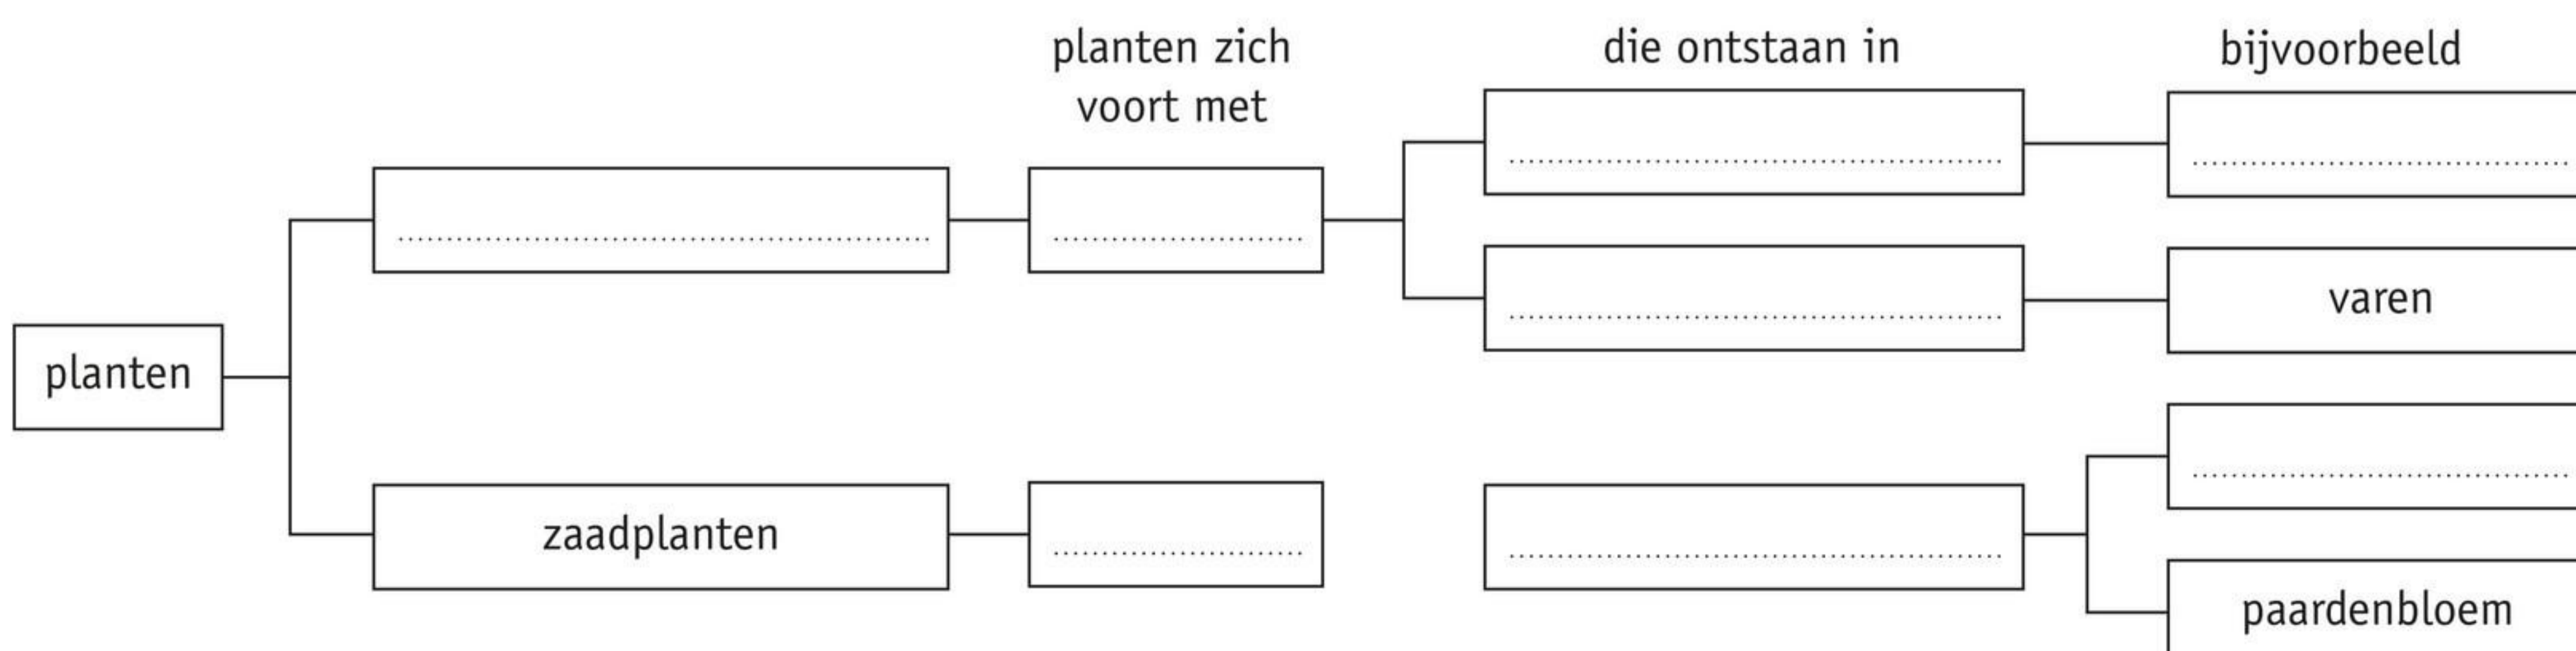 planten zich
voort met
die ontstaan in
bijvoorbeeld
varen
planten
zaadplanten
paardenbloem